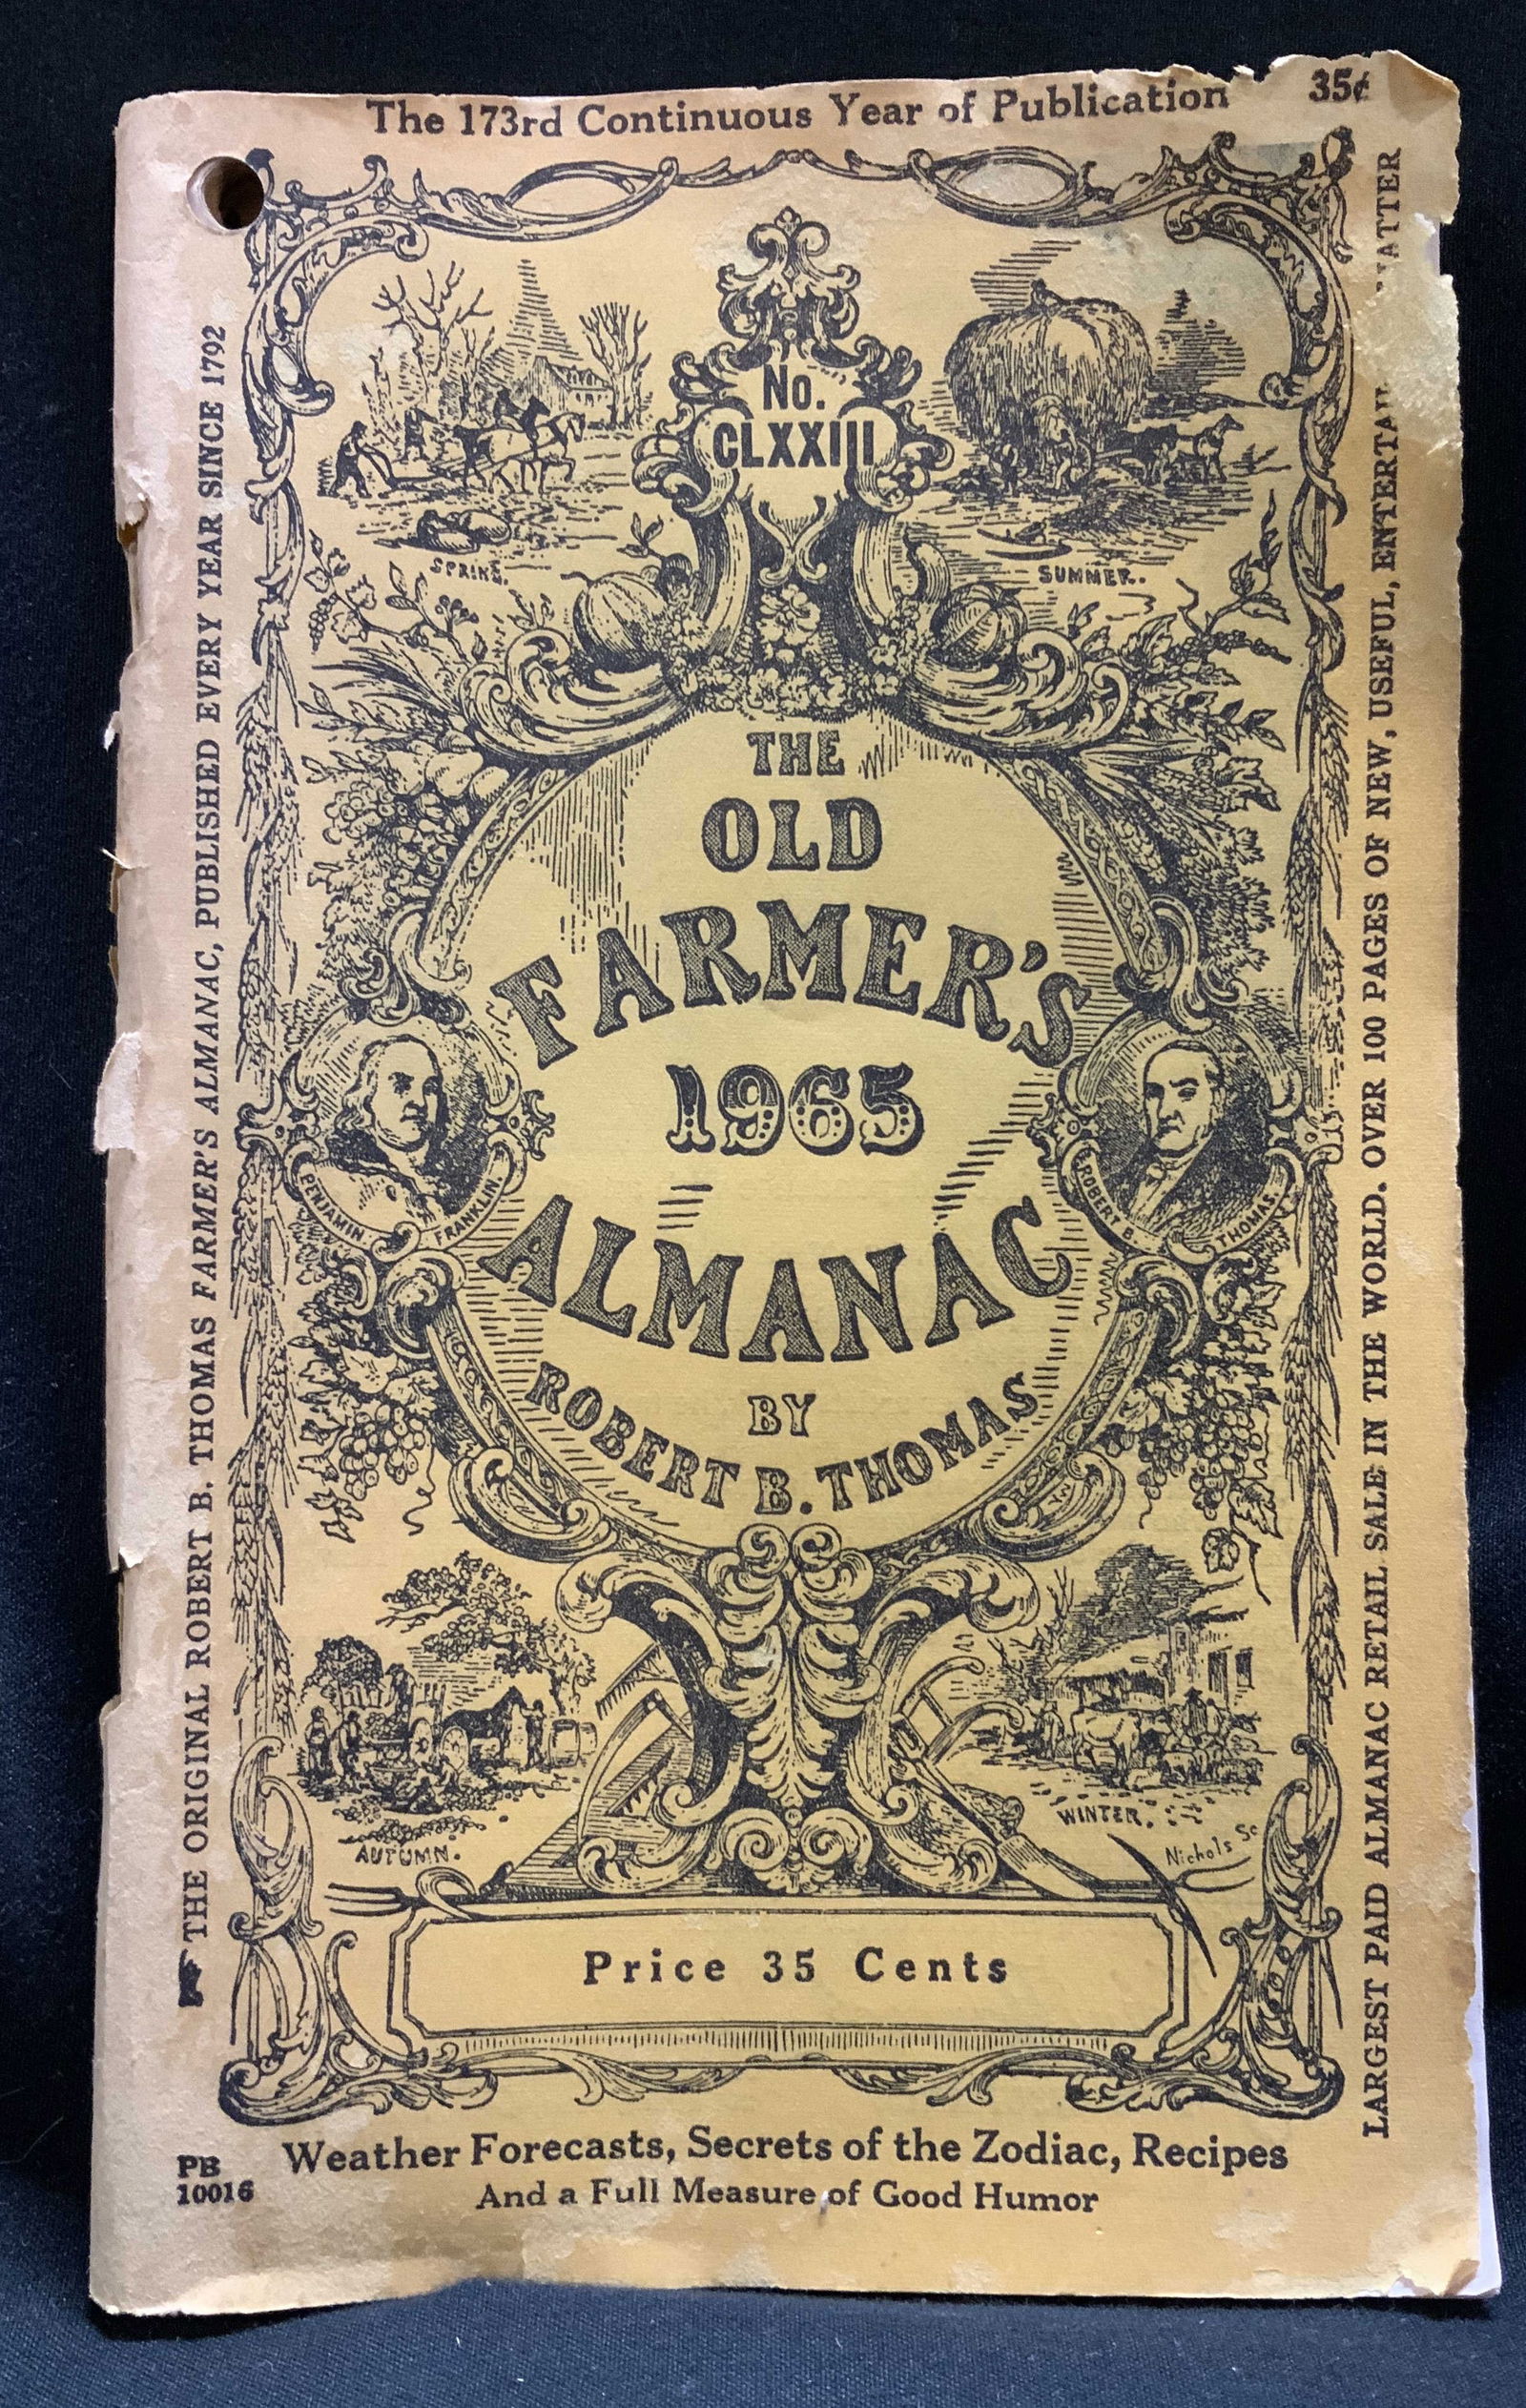 The 173rd Continuous Year of Publication 35¢
No.
CLXXIII
SPRING.
SUMMER.
THE
OLD
FARMER'S
1965
ALMANAC
BY
ROBERT B. THOMAS
BENJAMIN FRANKLIN.
ROBERT B. THOMAS.
AUTUMN.
WINTER.
Nichols Sc
Price 35 Cents
PB
10016
Weather Forecasts, Secrets of the Zodiac, Recipes
And a Full Measure of Good Humor
THE ORIGINAL ROBERT B. THOMAS FARMER'S ALMANAC, PUBLISHED EVERY YEAR SINCE 1792
LARGEST PAID ALMANAC RETAIL SALE IN THE WORLD. OVER 100 PAGES OF NEW, USEFUL, ENTERTAI